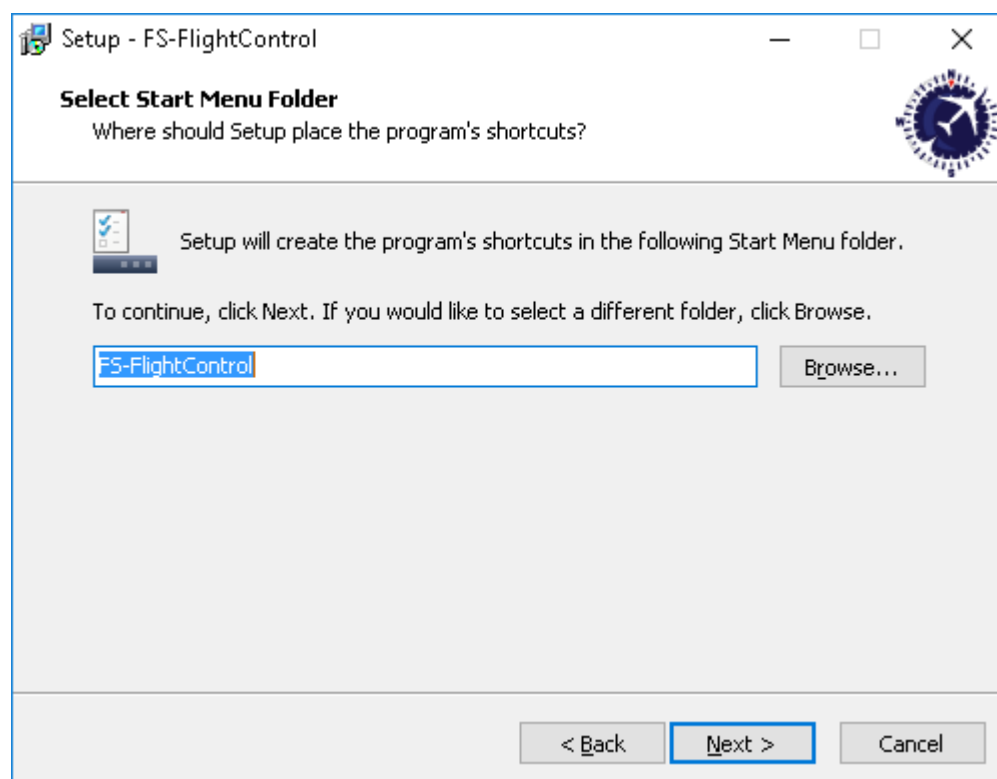 Setup - FS-FlightControl
Select Start Menu Folder
Where should Setup place the program's shortcuts?
Setup will create the program's shortcuts in the following Start Menu folder.
To continue, click Next. If you would like to select a different folder, click Browse.
FS-FlightControl
Browse...
< Back
Next >
Cancel